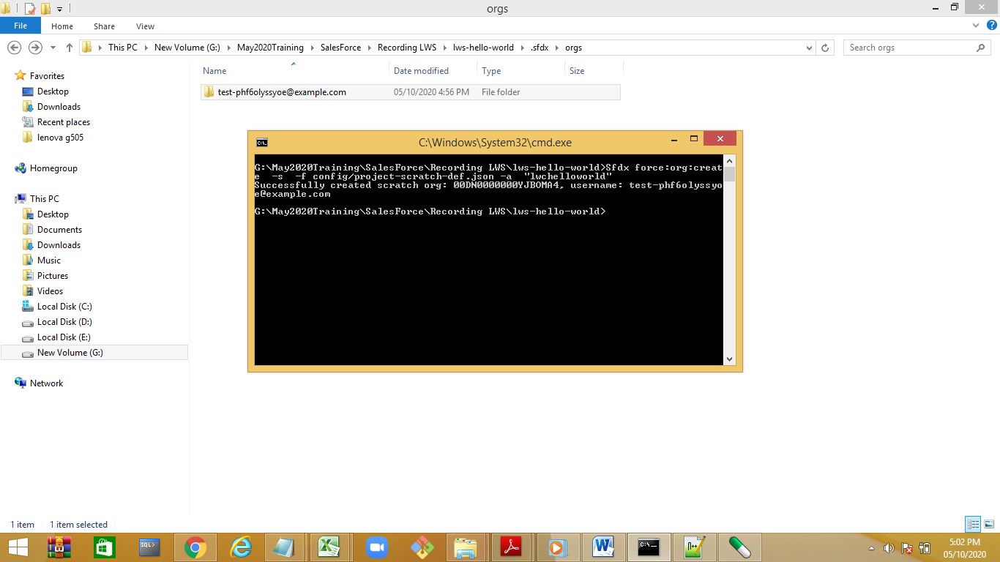 orgs
File Home Share View
This PC New Volume (G:) May2020Training SalesForce Recording LWS lws-hello-world .sfdx orgs
Search orgs
Name Date modified Type Size
test-phf6olyssyoe@example.com 05/10/2020 4:56 PM File folder
Favorites
Desktop
Downloads
Recent places
lenova g505
Homegroup
This PC
Desktop
Documents
Downloads
Music
Pictures
Videos
Local Disk (C:)
Local Disk (D:)
Local Disk (E:)
New Volume (G:)
Network
C:\Windows\System32\cmd.exe
C:\.
G:\May2020Training\SalesForce\Recording LWS\lws-hello-world>Sfdx force:org:creat
e -s -f config/project-scratch-def.json -a "lwchelloworld"
Successfully created scratch org: 00DN0000000YJBOMA4, username: test-phf6olyssyo
e@example.com
G:\May2020Training\SalesForce\Recording LWS\lws-hello-world>
1 item 1 item selected
SQL>
C:\.
5:02 PM
05/10/2020